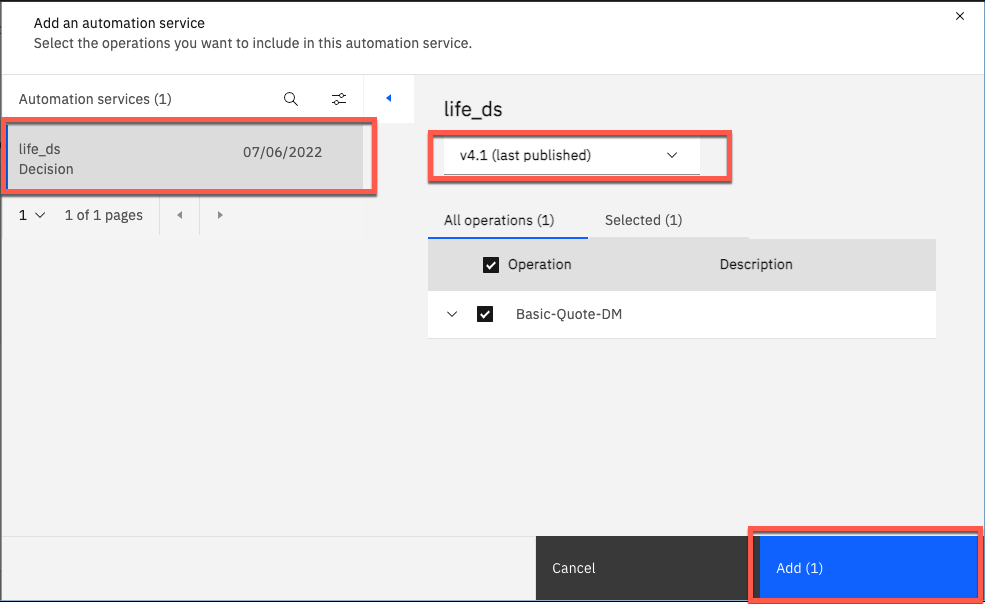 Add an automation service
Select the operations you want to include in this automation service.
Automation services (1)
life_ds
07/06/2022
Decision
1
1 of 1 pages
life_ds
v4.1 (last published)
All operations (1)
Selected (1)
Operation
Description
Basic-Quote-DM
Cancel
Add (1)